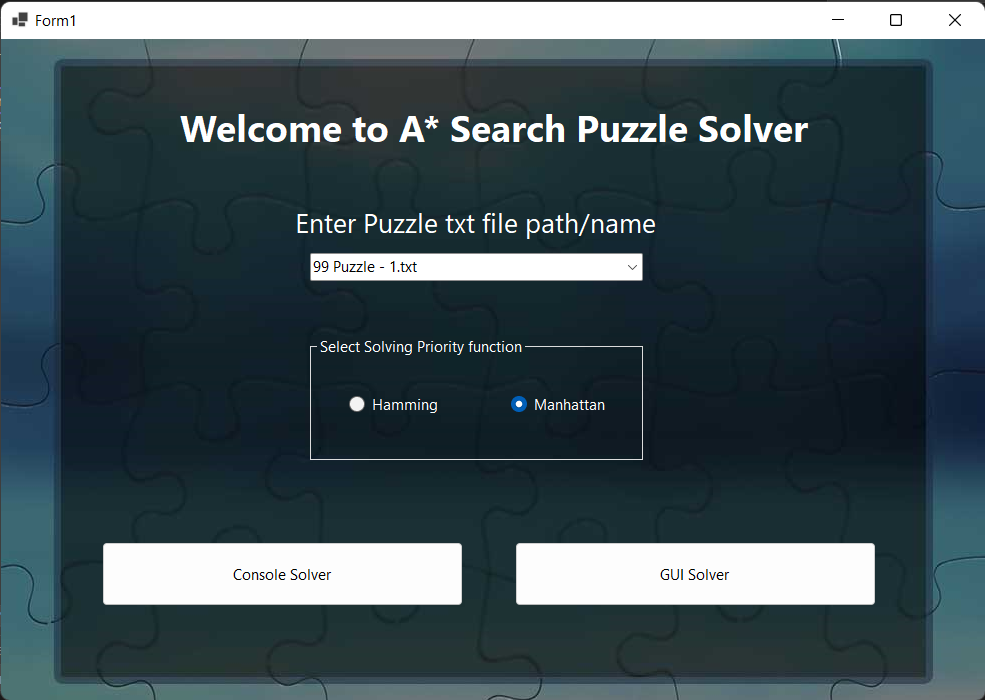 Form1
Welcome to A* Search Puzzle Solver
Enter Puzzle txt file path/name
99 Puzzle - 1.txt
Select Solving Priority function
Hamming Manhattan
Console Solver GUI Solver